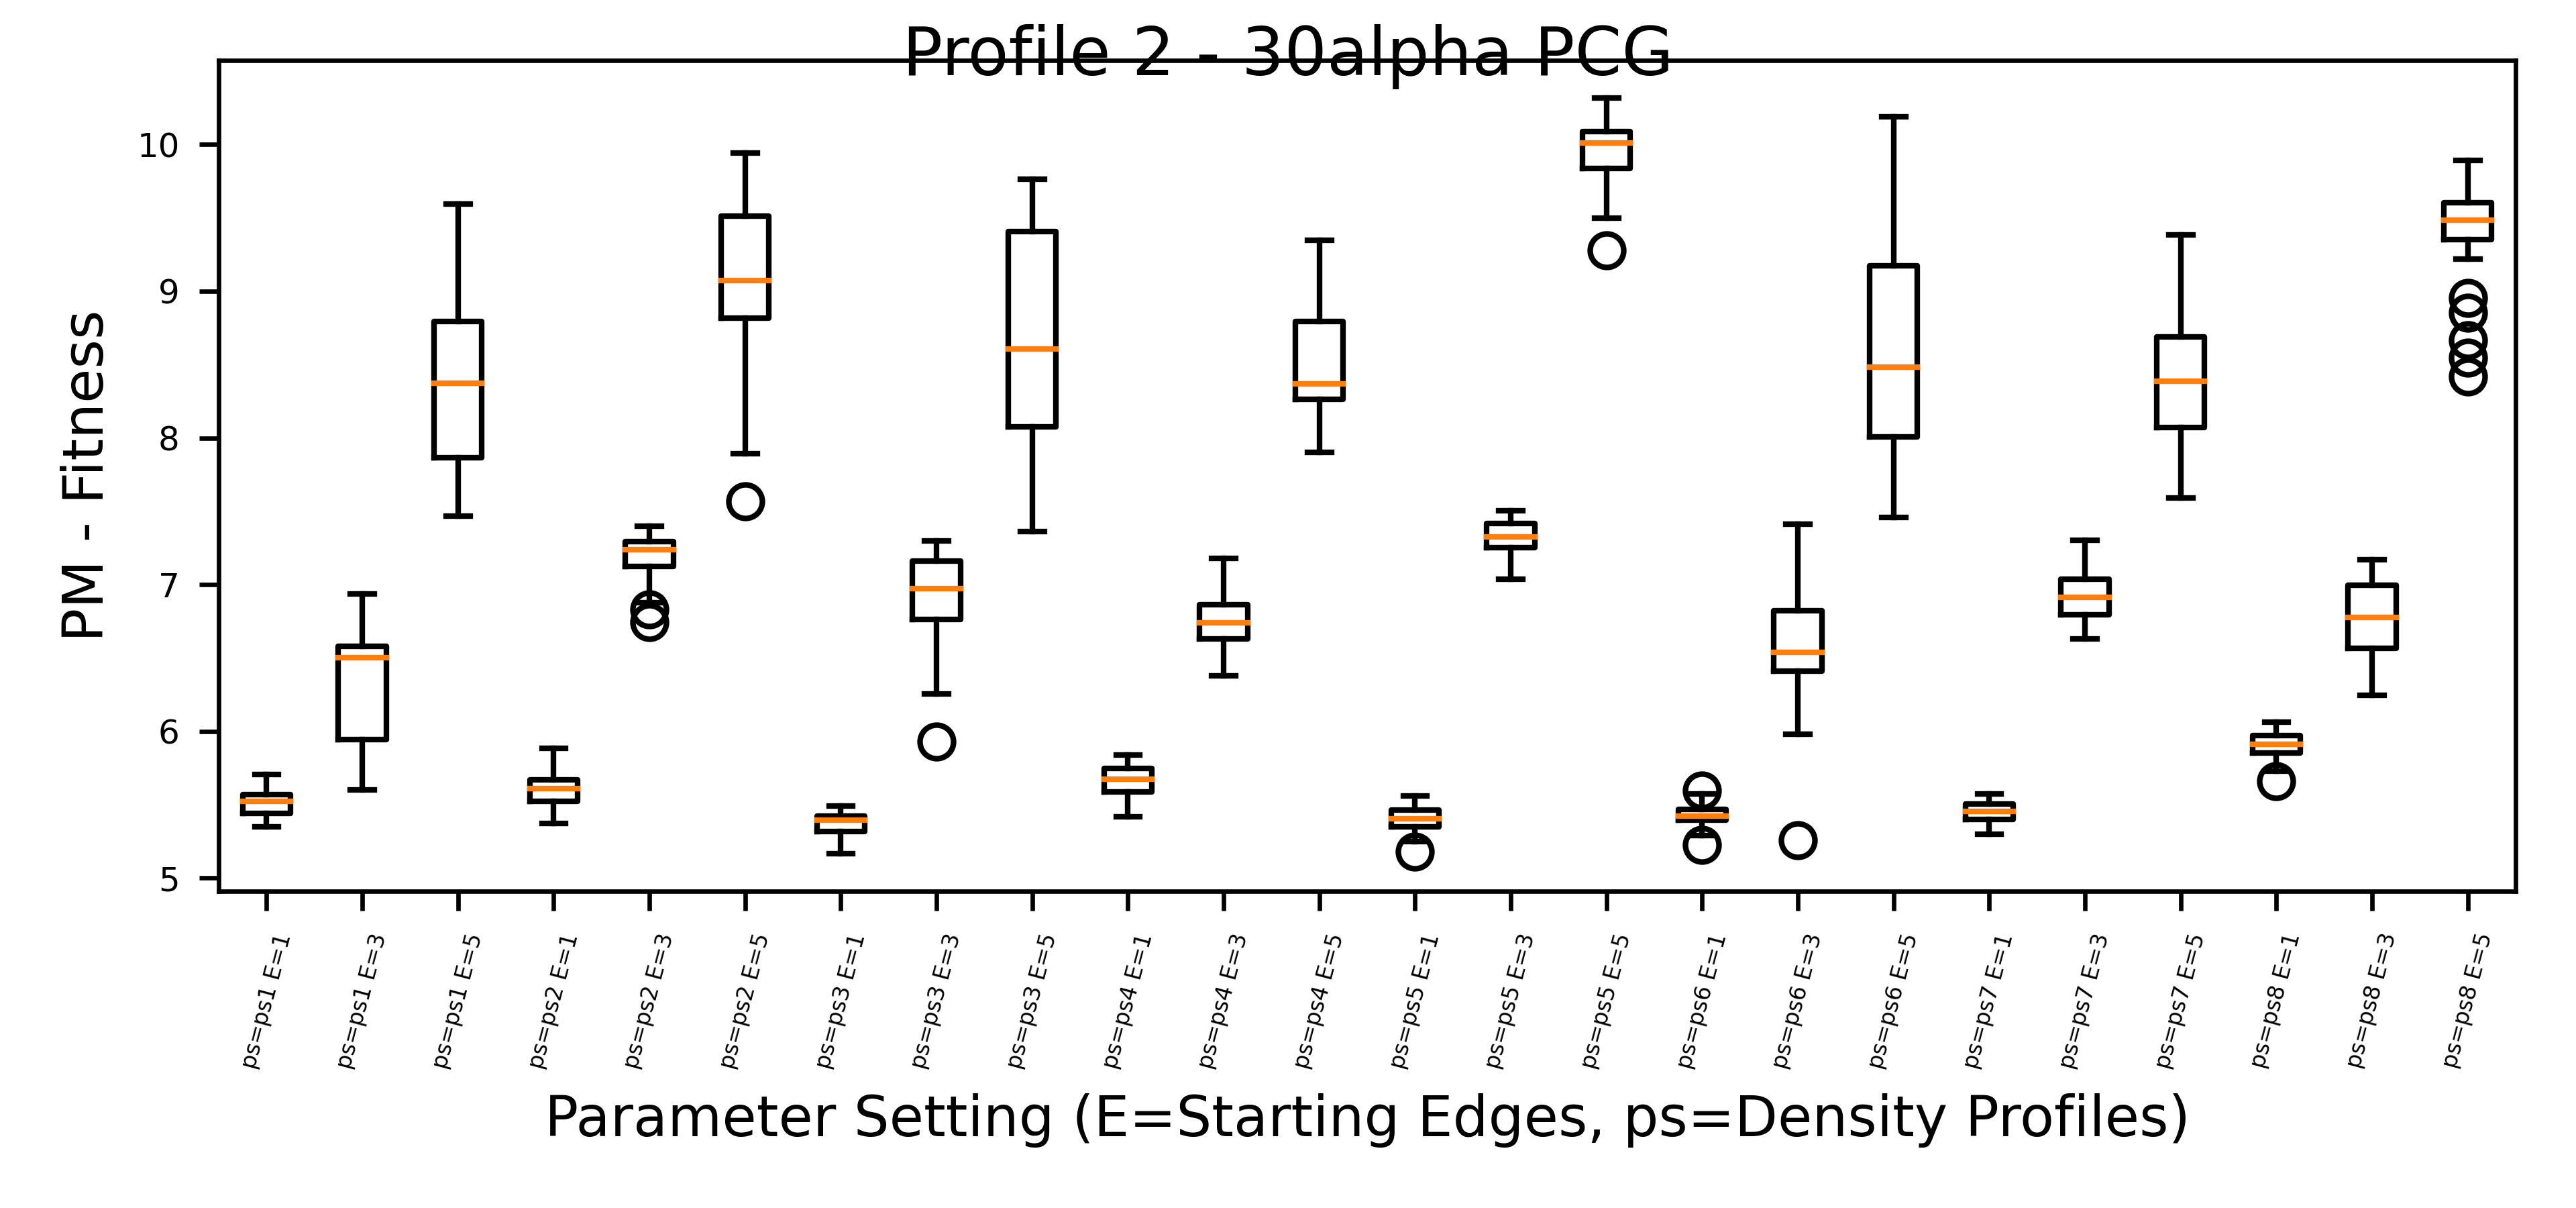 Profile 2 - 30alpha PCG
PM - Fitness
10
9
8
7
6
5
ps=ps1 E=1
ps=ps1 E=3
ps=ps1 E=5
ps=ps2 E=1
ps=ps2 E=3
ps=ps2 E=5
ps=ps3 E=1
ps=ps3 E=3
ps=ps3 E=5
ps=ps4 E=1
ps=ps4 E=3
ps=ps4 E=5
ps=ps5 E=1
ps=ps5 E=3
ps=ps5 E=5
ps=ps6 E=1
ps=ps6 E=3
ps=ps6 E=5
ps=ps7 E=1
ps=ps7 E=3
ps=ps7 E=5
ps=ps8 E=1
ps=ps8 E=3
ps=ps8 E=5
Parameter Setting (E=Starting Edges, ps=Density Profiles)